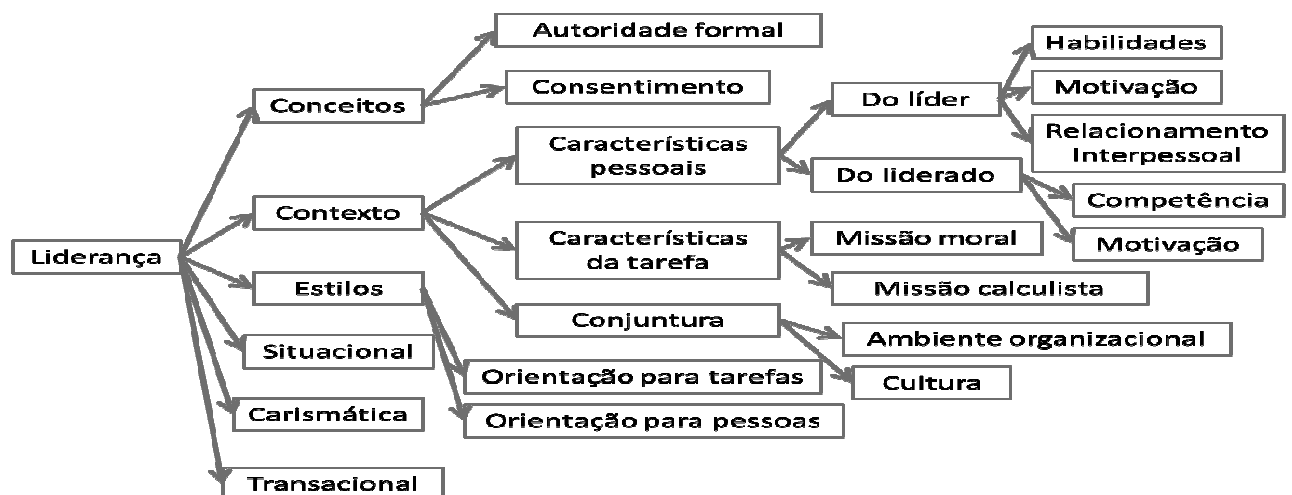 Liderança
Conceitos
Autoridade formal
Consentimento
Contexto
Características
pessoais
Do líder
Habilidades
Motivação
Relacionamento
Interpessoal
Do liderado
Competência
Motivação
Características
da tarefa
Missão moral
Missão calculista
Conjuntura
Ambiente organizacional
Cultura
Estilos
Orientação para tarefas
Orientação para pessoas
Situacional
Carismática
Transacional